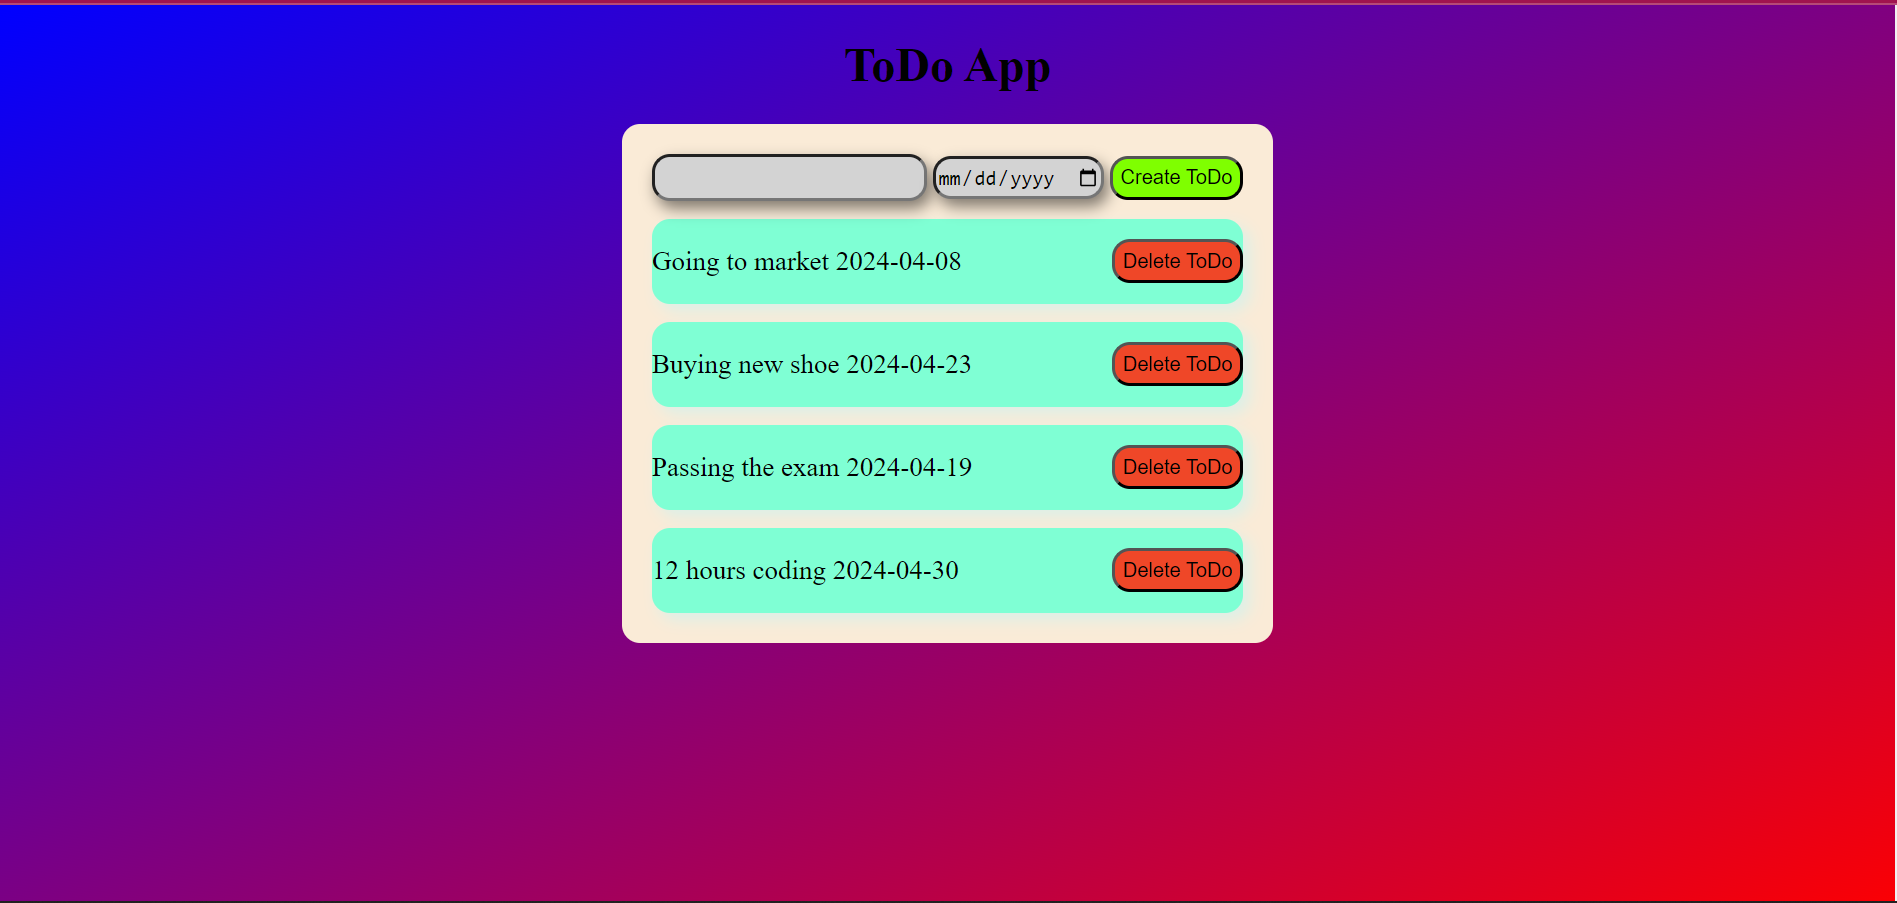 ToDo App
mm/dd/yyyy Create ToDo
Going to market 2024-04-08 Delete ToDo
Buying new shoe 2024-04-23 Delete ToDo
Passing the exam 2024-04-19 Delete ToDo
12 hours coding 2024-04-30 Delete ToDo